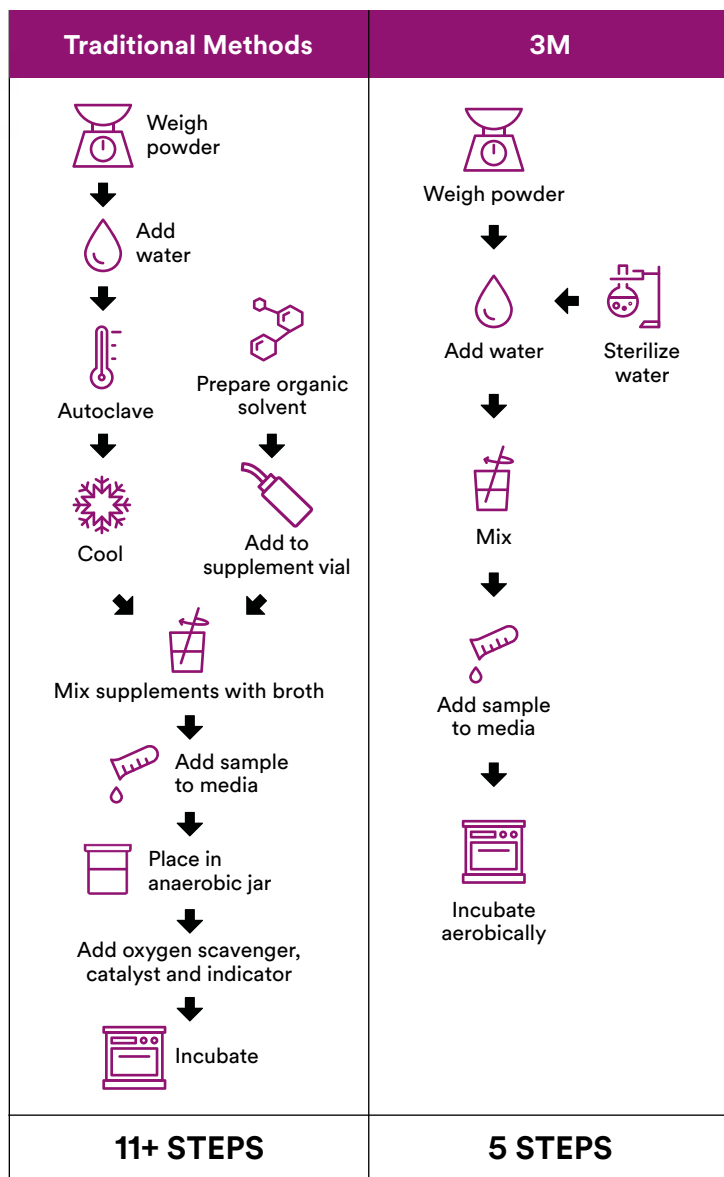 Traditional Methods
Weigh
powder
Add
water
Autoclave
Cool
Prepare organic
solvent
Add to
supplement vial
Mix supplements with broth
Add sample
to media
Place in
anaerobic jar
Add oxygen scavenger,
catalyst and indicator
Incubate
11+ STEPS
3M
Weigh powder
Add water
Sterilize
water
Mix
Add sample
to media
Incubate
aerobically
5 STEPS